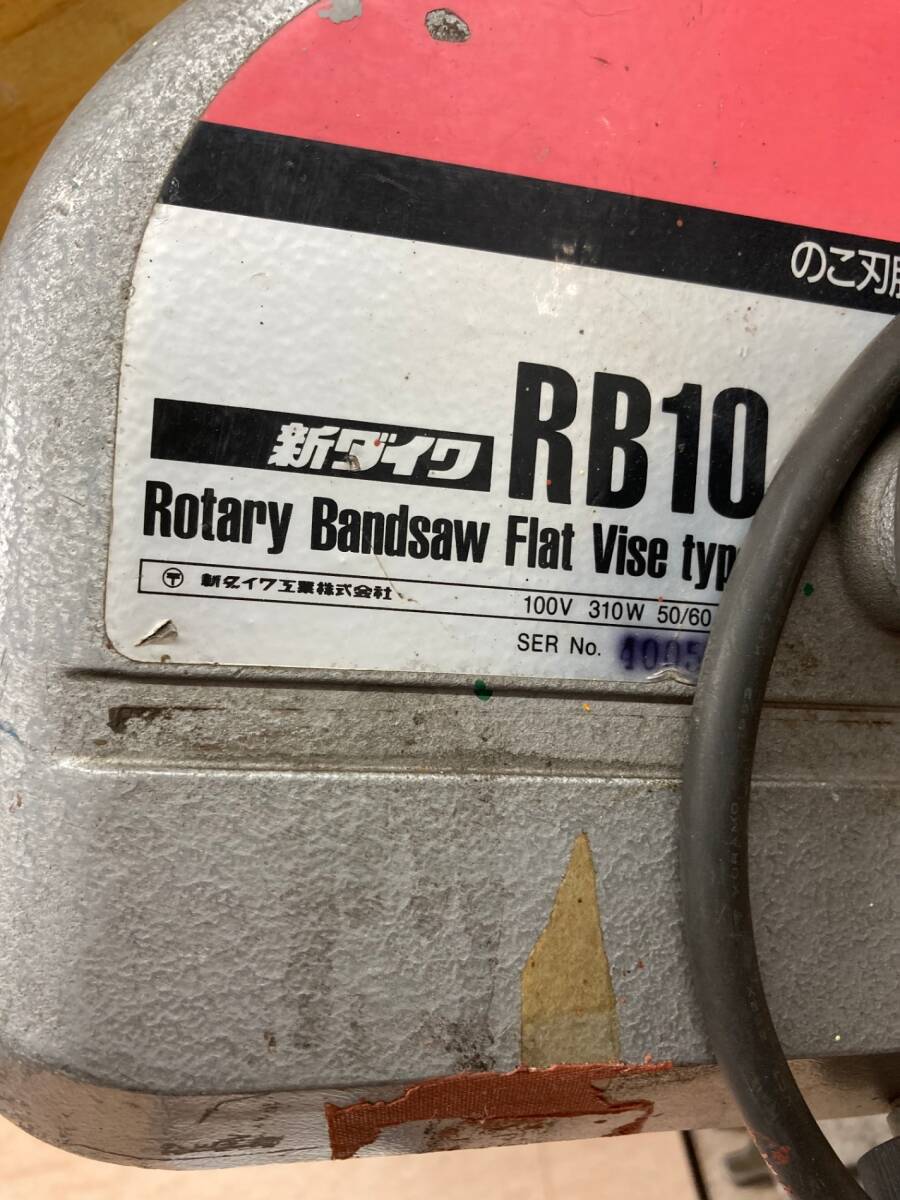 のこ刃
新ダイワ RB10
Rotary Bandsaw Flat Vise
〒 新ダイワ工業株式会社
100V 310W 50/60
SER No. 4005